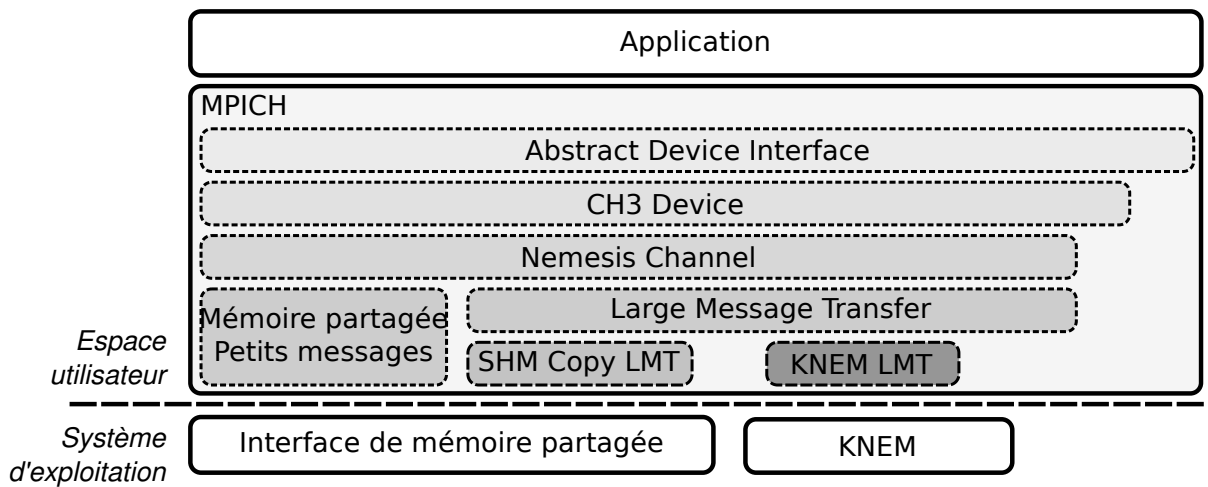 Application
MPICH
Abstract Device Interface
CH3 Device
Nemesis Channel
Mémoire partagée
Petits messages
Large Message Transfer
SHM Copy LMT
KNEM LMT
Espace
utilisateur
Système
d'exploitation
Interface de mémoire partagée
KNEM